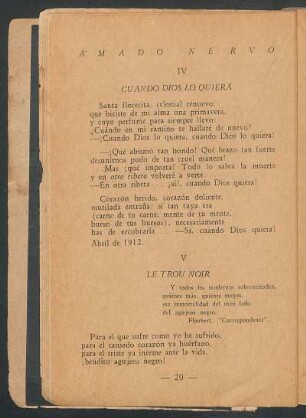 AMADO NERVO
IV
CUANDO DIOS LO QUIERA
Santa florecita, celestial renuevo,
que hiciste de mi alma una primavera,
y cuyo perfume para siempre llevo:
¿Cuándo en mi camino te hallaré de nuevo?
—¡Cuando Dios lo quiera, cuando Dios lo quiera!
—¡Qué abismo tan hondo! Qué brazo tan fuerte
desunirnos pudo de tan cruel manera!
Mas ¡qué importa! Todo lo salva la muerte
y en otra ribera volveré a verte
—En otra ribera ¡sí!, cuando Dios quiera!
Corazón herido, corazón doliente,
mutilada entraña: si tan tuya era
(carne de tu carne, mente de tu mente,
hueso de tus huesos), necesariamente
has de recobrarla —Sí, cuando Dios quiera!
Abril de 1912.
V
LE TROU NOIR
Y todos los modernos
quienes más, quienes menos,
inmortalidad del otro lado
del agujero negro.
Flaubert, "Correspondence".
Para el que sufre como yo he sufrido,
para el cansado corazón ya huérfano,
para el triste ya inerme ante la vida,
¡bendito agujero negro!
— 20 —